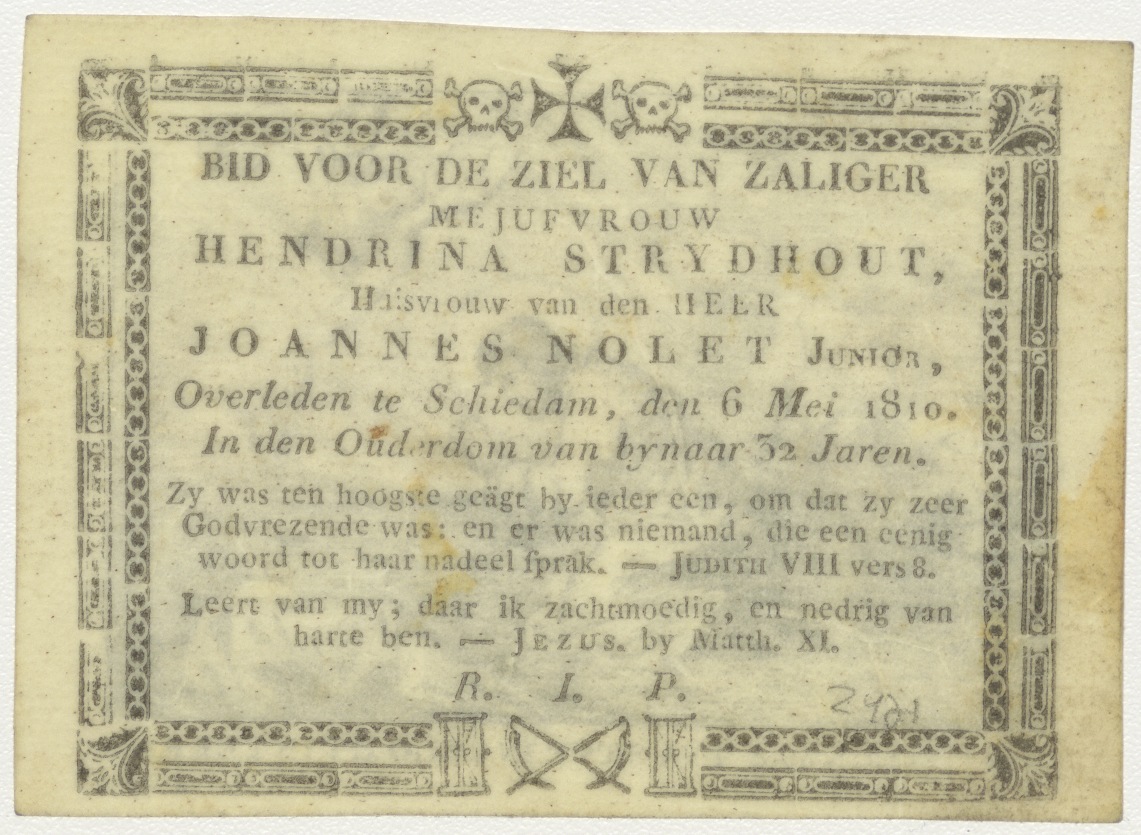 BID VOOR DE ZIEL VAN ZALIGER
MEJUFVROUW
HENDRINA STRYDHOUT,
Huisvrouw van den HEER
JOANNES NOLET JUNIOR,
Overleden te Schiedam, den 6 Mei 1810.
In den Ouderdom van bynaar 32 Jaren.
Zy was ten hoogste geägt by ieder een, om dat zy zeer
Godvrezende was: en er was niemand, die een eenig
woord tot haar nadeel ſprak. — JUDITH VIII vers 8.
Leert van my; daar ik zachtmoedig, en nedrig van
harte ben. — JEZUS. by Matth. XI.
R. I. P.